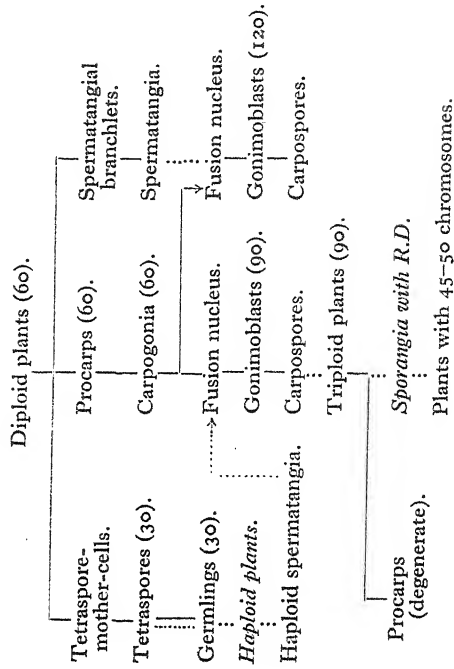 Diploid plants (60).
Tetraspore-
mother-cells.
Tetraspores (30).
Germlings (30).
Haploid plants.
Haploid spermatangia.
Procarps (60).
Carpogonia (60).
Fusion nucleus.
Gonimoblasts (90).
Carpospores.
Triploid plants (90).
Procarps
(degenerate).
Sporangia with R.D.
Plants with 45–50 chromosomes.
Spermatangial
branchlets.
Spermatangia.
Fusion nucleus.
Gonimoblasts (120).
Carpospores.